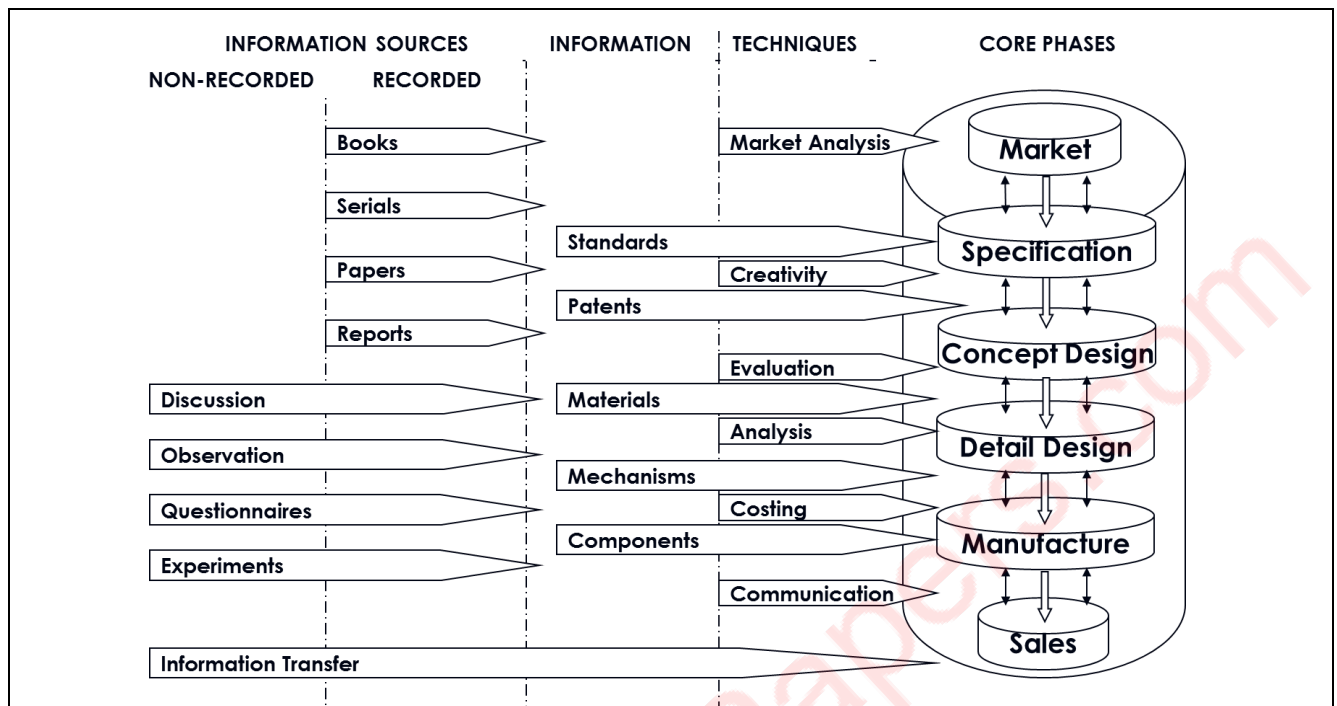 INFORMATION SOURCES INFORMATION TECHNIQUES CORE PHASES
NON-RECORDED RECORDED
Books
Market Analysis
Market
Serials
Standards
Specification
Papers
Creativity
Patents
Reports
Concept Design
Evaluation
Discussion
Materials
Analysis
Detail Design
Observation
Mechanisms
Questionnaires
Costing
Components
Manufacture
Experiments
Communication
Sales
Information Transfer
papers.com